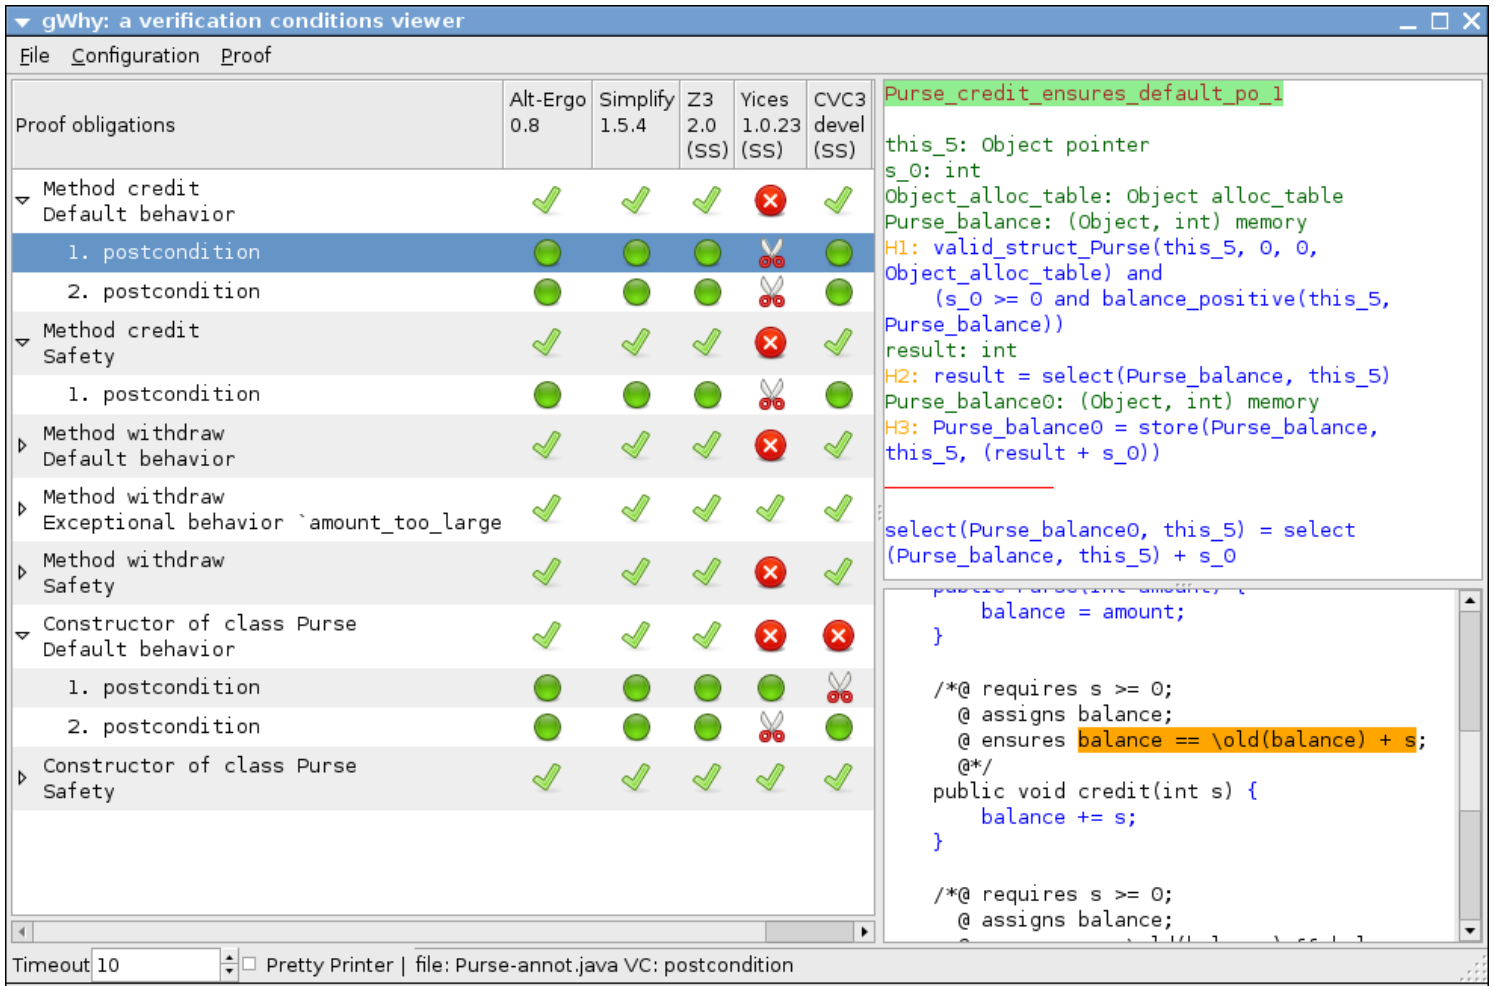 gWhy: a verification conditions viewer
File Configuration Proof
Proof obligations
Alt-Ergo
0.8
Simplify
1.5.4
Z3
2.0
(SS)
Yices
1.0.23
(SS)
CVC3
devel
(SS)
Method credit
Default behavior
1. postcondition
2. postcondition
Method credit
Safety
1. postcondition
Method withdraw
Default behavior
Method withdraw
Exceptional behavior `amount_too_large
Method withdraw
Safety
Constructor of class Purse
Default behavior
1. postcondition
2. postcondition
Constructor of class Purse
Safety
Purse_credit_ensures_default_po_1
this_5: Object pointer
s_0: int
Object_alloc_table: Object alloc_table
Purse_balance: (Object, int) memory
H1: valid_struct_Purse(this_5, 0, 0,
Object_alloc_table) and
(s_0 >= 0 and balance_positive(this_5,
Purse_balance))
result: int
H2: result = select(Purse_balance, this_5)
Purse_balance0: (Object, int) memory
H3: Purse_balance0 = store(Purse_balance,
this_5, (result + s_0))
select(Purse_balance0, this_5) = select
(Purse_balance, this_5) + s_0
public Purse(int amount) {
balance = amount;
}
/*@ requires s >= 0;
@ assigns balance;
@ ensures balance == \old(balance) + s;
@*/
public void credit(int s) {
balance += s;
}
/*@ requires s >= 0;
@ assigns balance;
Timeout 10 Pretty Printer | file: Purse-annot.java VC: postcondition